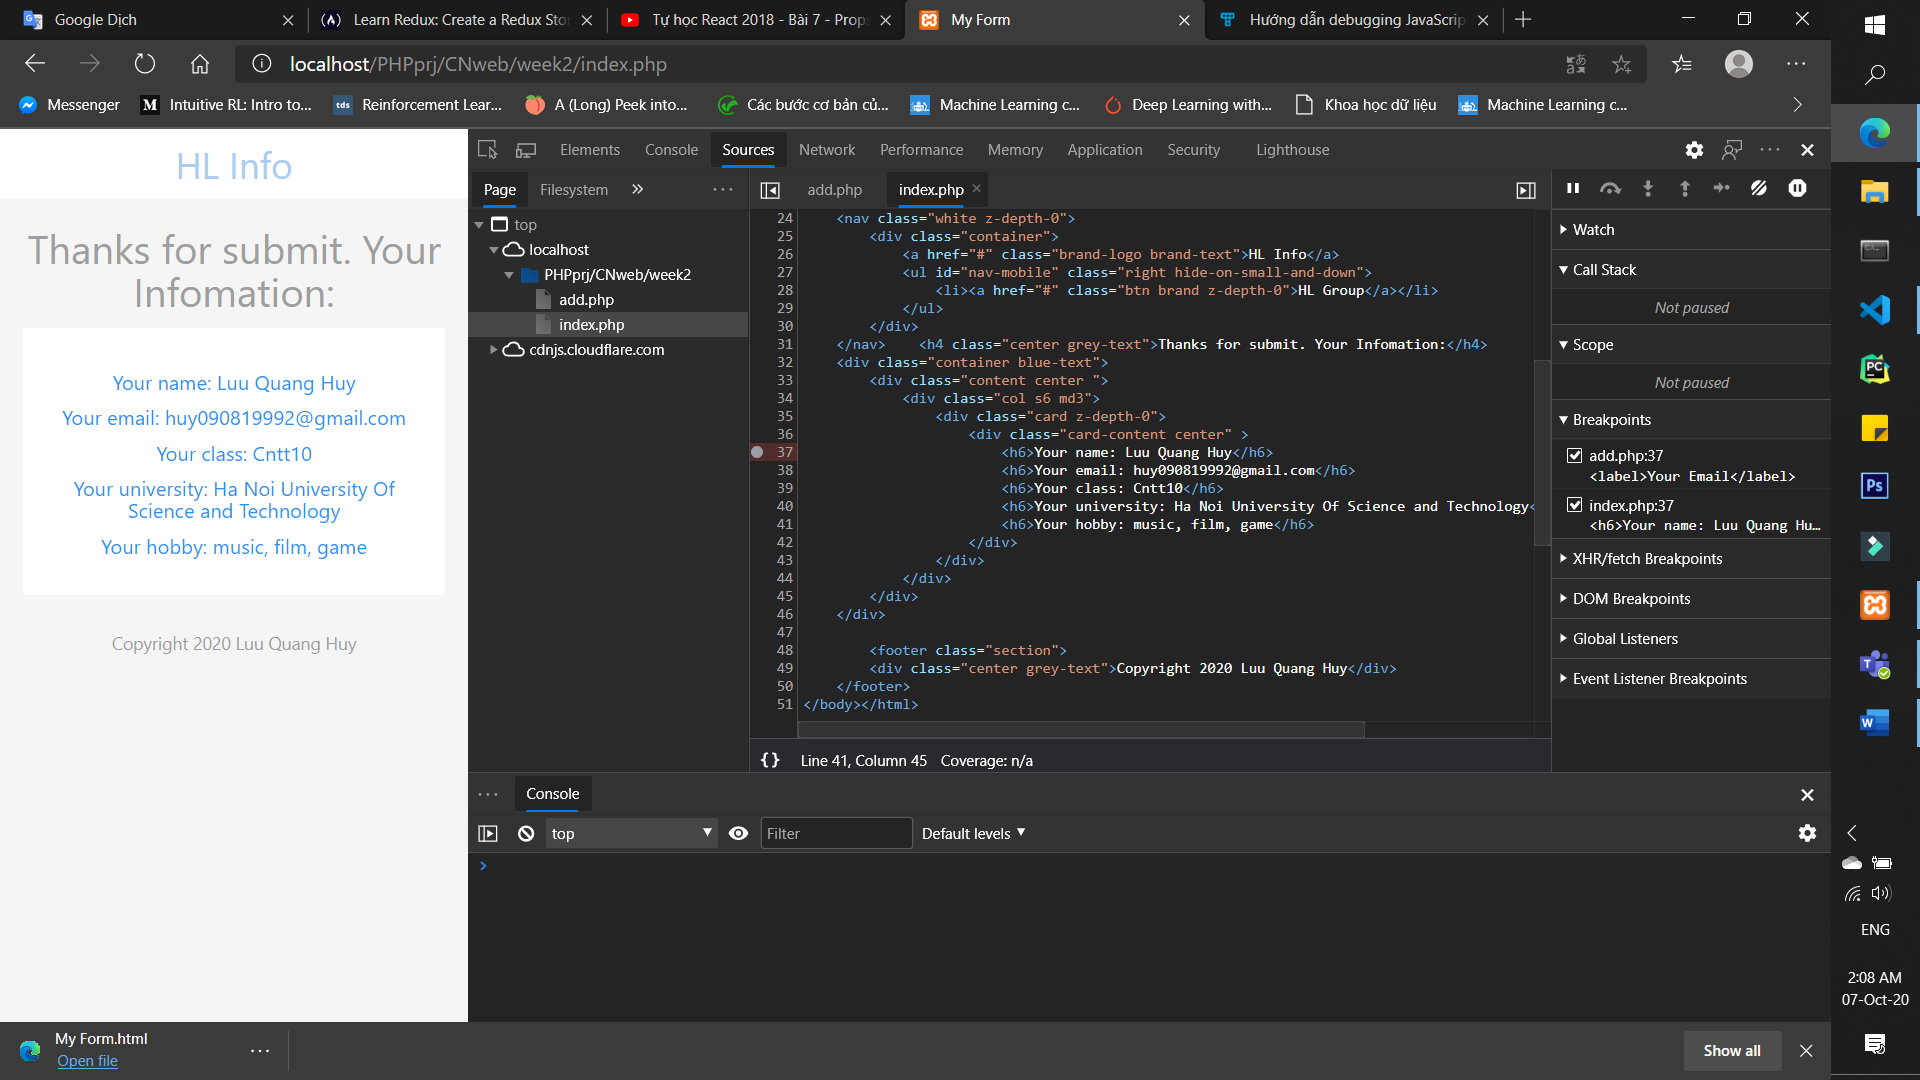 Google Dịch
Learn Redux: Create a Redux Sto
Tự học React 2018 - Bài 7 - Props
My Form
Hướng dẫn debugging JavaScrip
localhost/PHPprj/CNweb/week2/index.php
Messenger
Intuitive RL: Intro to...
Reinforcement Lear...
A (Long) Peek into...
Các bước cơ bản củ...
Machine Learning c...
Deep Learning with...
Khoa học dữ liệu
Machine Learning c...
HL Info
Thanks for submit. Your
Infomation:
Your name: Luu Quang Huy
Your email: huy090819992@gmail.com
Your class: Cntt10
Your university: Ha Noi University Of
Science and Technology
Your hobby: music, film, game
Copyright 2020 Luu Quang Huy
Elements Console Sources Network Performance Memory Application Security Lighthouse
Page Filesystem
top
localhost
PHPprj/CNweb/week2
add.php
index.php
cdnjs.cloudflare.com
add.php index.php
24 <nav class="white z-depth-0">
25 <div class="container">
26 <a href="#" class="brand-logo brand-text">HL Info</a>
27 <ul id="nav-mobile" class="right hide-on-small-and-down">
28 <li><a href="#" class="btn brand z-depth-0">HL Group</a></li>
29 </ul>
30 </div>
31 </nav> <h4 class="center grey-text">Thanks for submit. Your Infomation:</h4>
32 <div class="container blue-text">
33 <div class="content center ">
34 <div class="col s6 md3">
35 <div class="card z-depth-0">
36 <div class="card-content center" >
37 <h6>Your name: Luu Quang Huy</h6>
38 <h6>Your email: huy090819992@gmail.com</h6>
39 <h6>Your class: Cntt10</h6>
40 <h6>Your university: Ha Noi University Of Science and Technology<
41 <h6>Your hobby: music, film, game</h6>
42 </div>
43 </div>
44 </div>
45 </div>
46 </div>
47
48 <footer class="section">
49 <div class="center grey-text">Copyright 2020 Luu Quang Huy</div>
50 </footer>
51 </body></html>
{} Line 41, Column 45 Coverage: n/a
Watch
Call Stack
Not paused
Scope
Not paused
Breakpoints
add.php:37
<label>Your Email</label>
index.php:37
<h6>Your name: Luu Quang Hu...
XHR/fetch Breakpoints
DOM Breakpoints
Global Listeners
Event Listener Breakpoints
Console
top
Filter
Default levels
ENG
2:08 AM
07-Oct-20
My Form.html
Open file
Show all